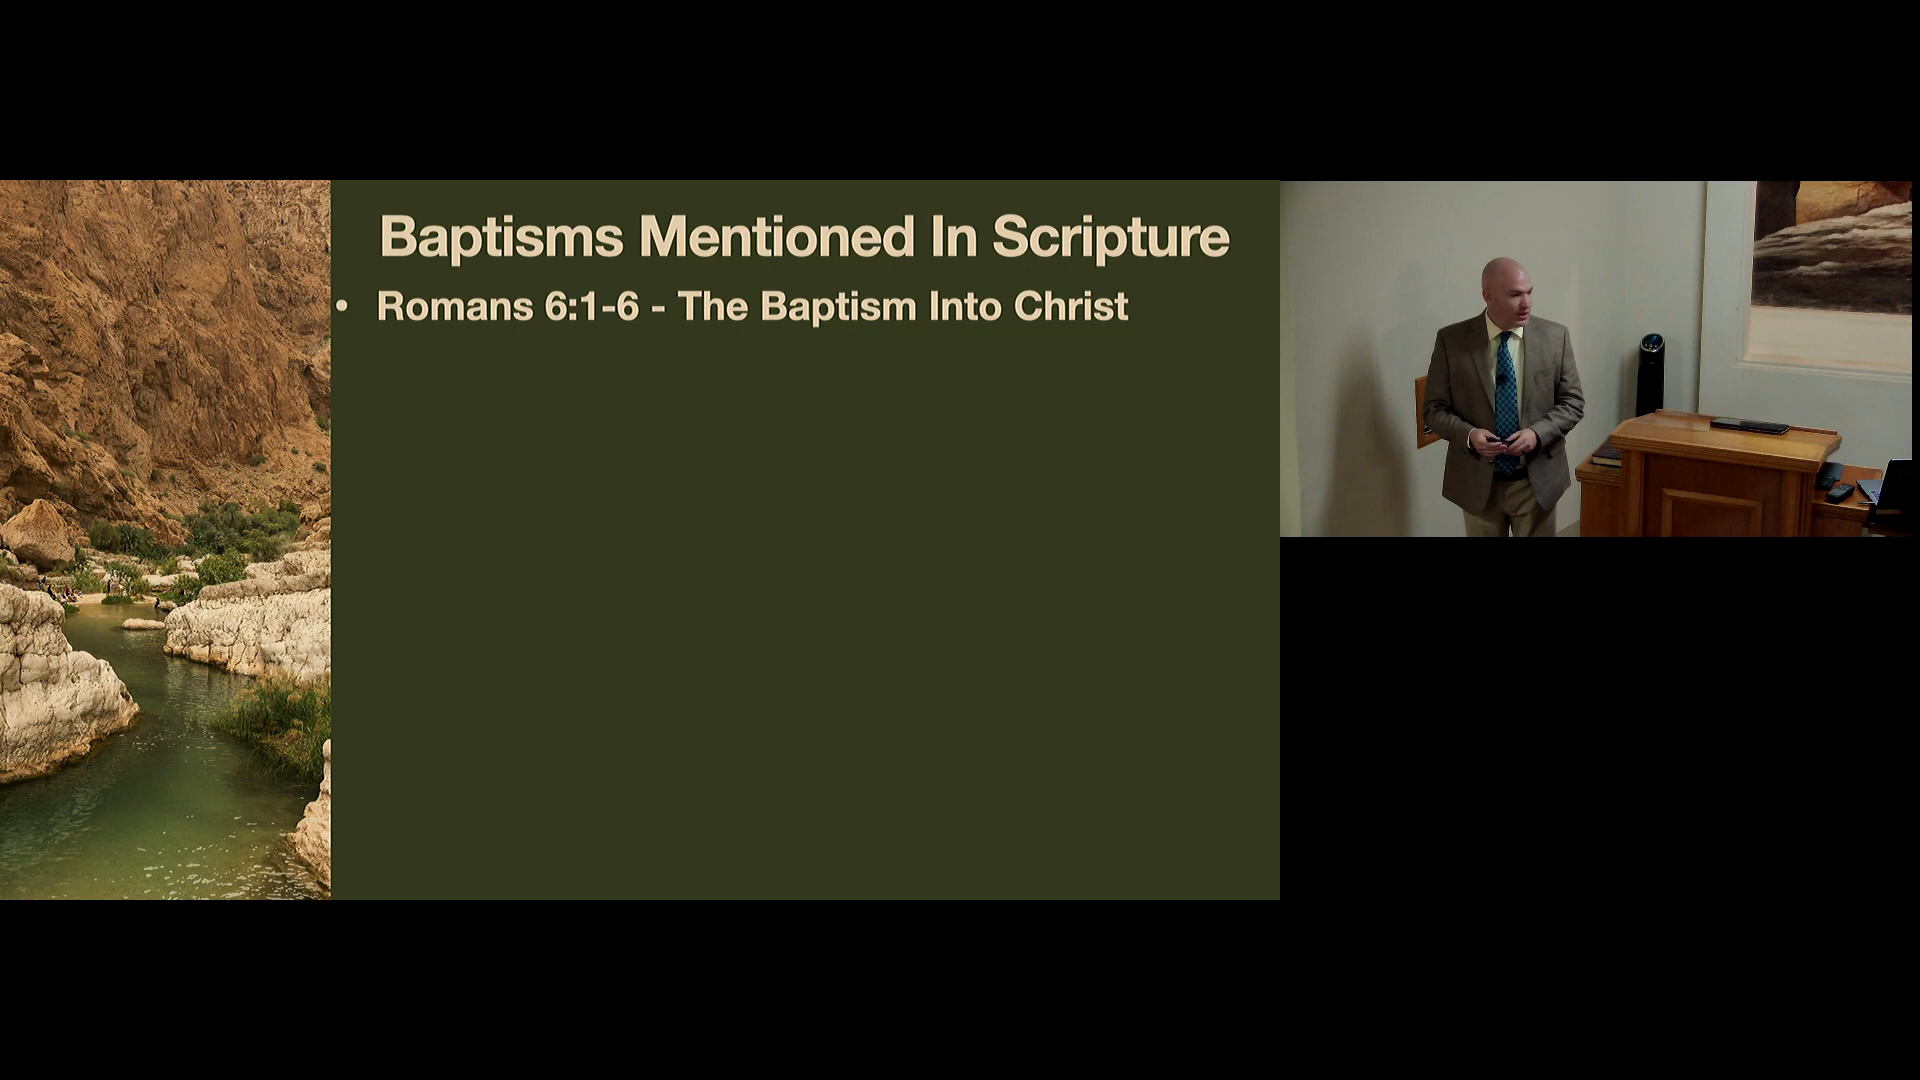 Baptisms Mentioned In Scripture
• Romans 6:1-6 - The Baptism Into Christ